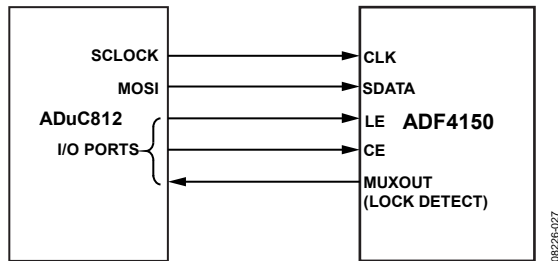 SCLOCK
MOSI
ADuC812
I/O PORTS
CLK
SDATA
LE
ADF4150
CE
MUXOUT
(LOCK DETECT)
08226-027